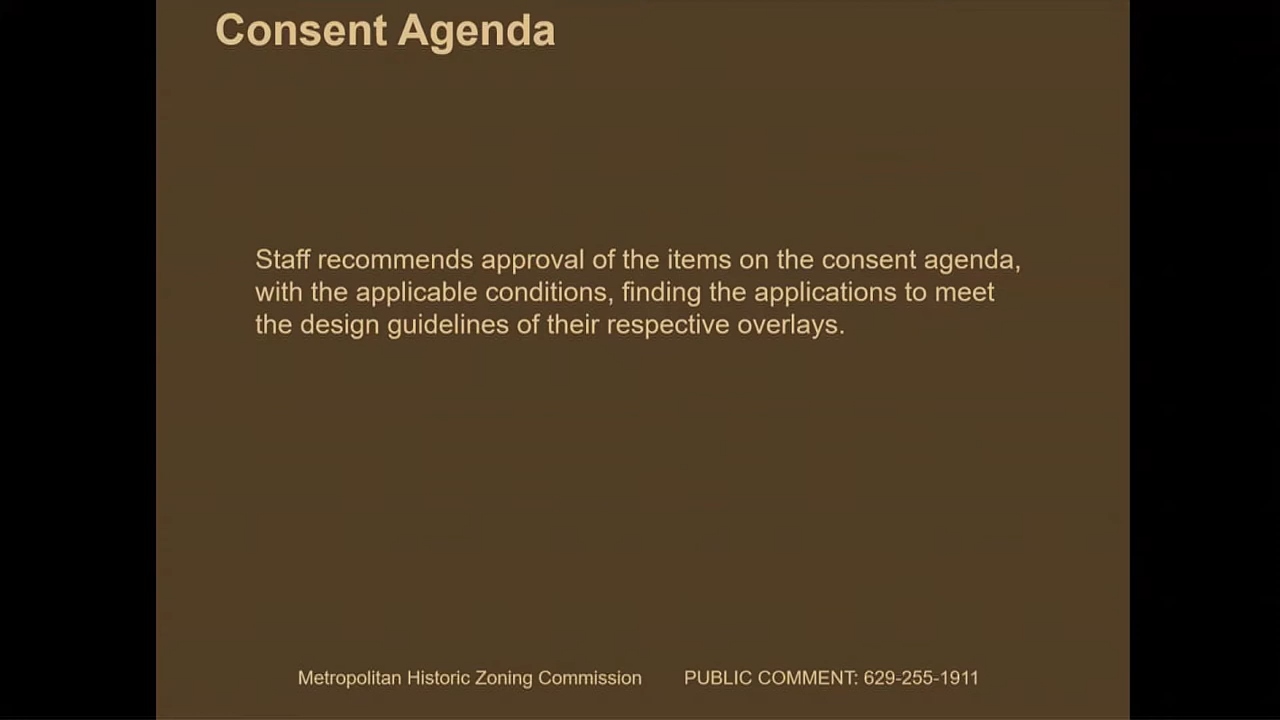 Consent Agenda
Staff recommends approval of the items on the consent agenda,
with the applicable conditions, finding the applications to meet
the design guidelines of their respective overlays.
Metropolitan Historic Zoning Commission PUBLIC COMMENT: 629-255-1911